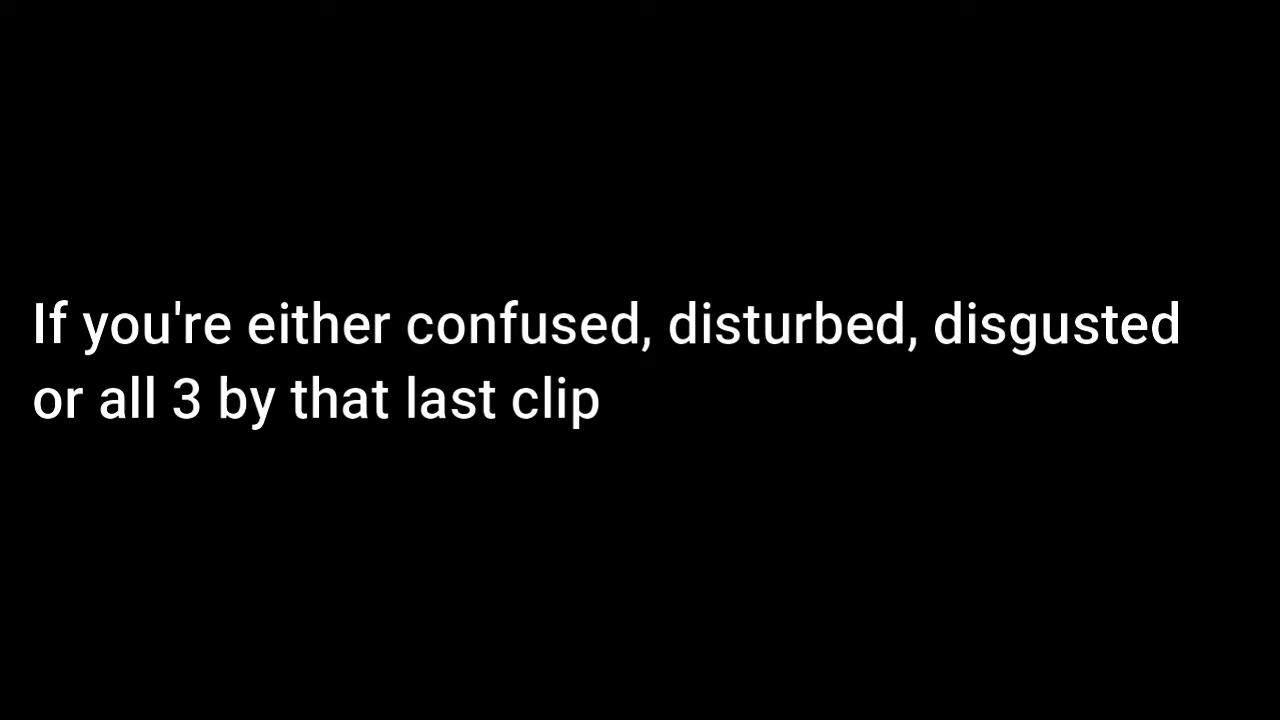 If you're either confused, disturbed, disgusted
or all 3 by that last clip